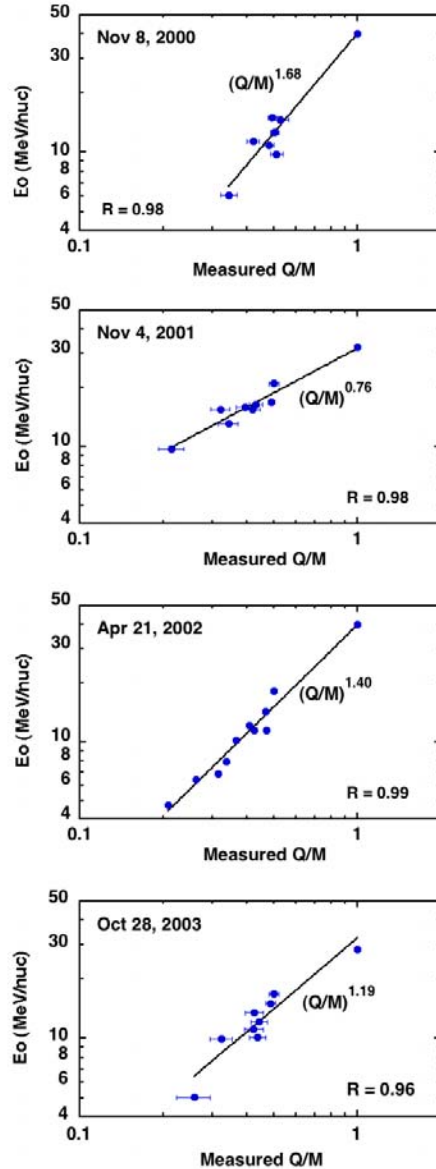 50
Nov 8, 2000
30
(Q/M)^1.68
Eo (MeV/nuc)
10
8
6
R = 0.98
4
0.1
1
Measured Q/M
50
Nov 4, 2001
30
Eo (MeV/nuc)
(Q/M)^0.76
10
8
6
R = 0.98
4
0.1
1
Measured Q/M
50
Apr 21, 2002
30
Eo (MeV/nuc)
(Q/M)^1.40
10
8
6
R = 0.99
4
0.1
1
Measured Q/M
50
Oct 28, 2003
30
Eo (MeV/nuc)
(Q/M)^1.19
10
8
6
R = 0.96
4
0.1
1
Measured Q/M